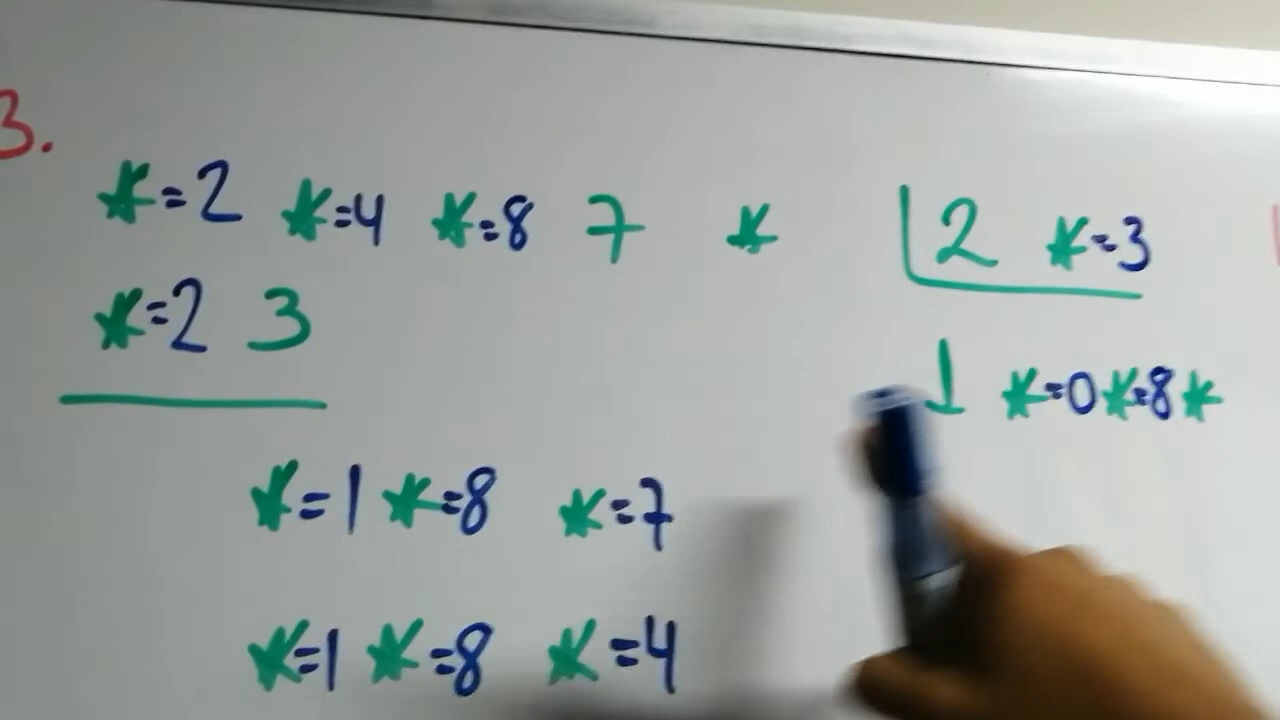 3.
*=2 *=4 *=8 7 * 2 *=3
*=2 3
1 *=0 *=8 *
*=1 *=8 *=7
*=1 *=8 *=4